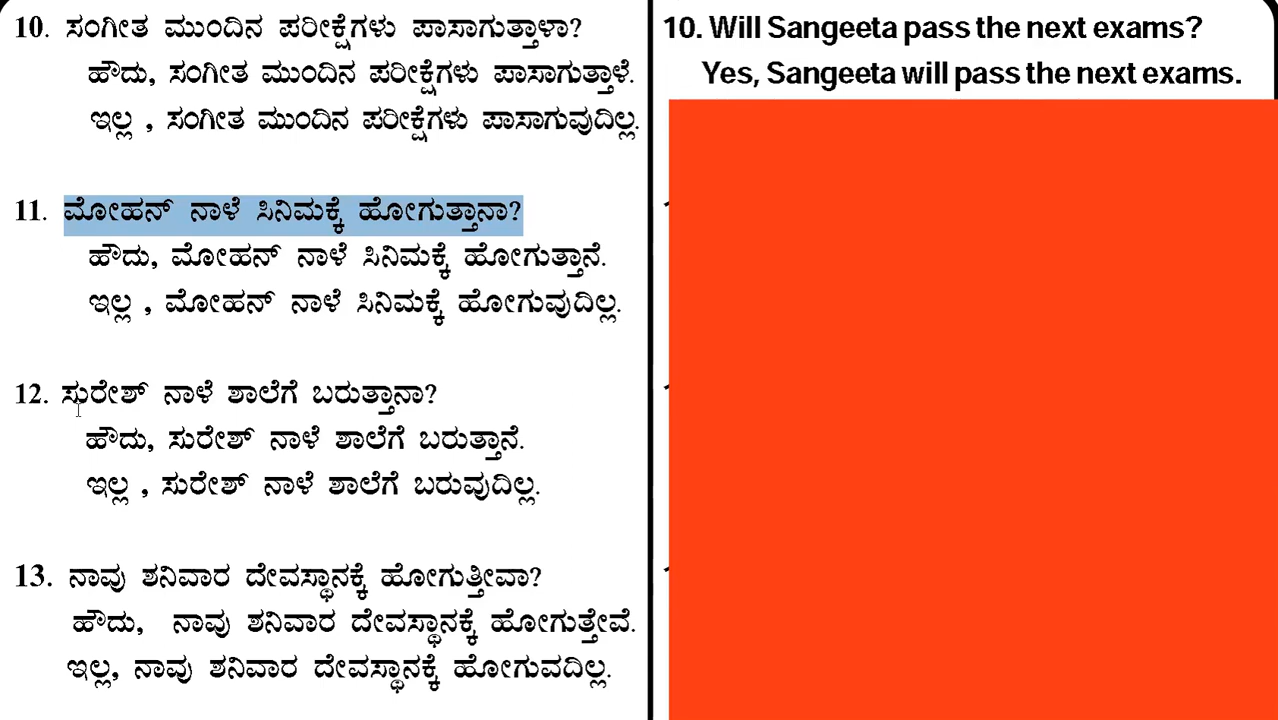 10. ಸಂಗೀತ ಮುಂದಿನ ಪರೀಕ್ಷೆಗಳು ಪಾಸಾಗುತ್ತಾಳಾ?
ಹೌದು, ಸಂಗೀತ ಮುಂದಿನ ಪರೀಕ್ಷೆಗಳು ಪಾಸಾಗುತ್ತಾಳೆ.
ಇಲ್ಲ , ಸಂಗೀತ ಮುಂದಿನ ಪರೀಕ್ಷೆಗಳು ಪಾಸಾಗುವುದಿಲ್ಲ.
11. ಮೋಹನ್ ನಾಳೆ ಸಿನಿಮಕ್ಕೆ ಹೋಗುತ್ತಾನಾ?
ಹೌದು, ಮೋಹನ್ ನಾಳೆ ಸಿನಿಮಕ್ಕೆ ಹೋಗುತ್ತಾನೆ.
ಇಲ್ಲ , ಮೋಹನ್ ನಾಳೆ ಸಿನಿಮಕ್ಕೆ ಹೋಗುವುದಿಲ್ಲ.
12. ಸುರೇಶ್ ನಾಳೆ ಶಾಲೆಗೆ ಬರುತ್ತಾನಾ?
ಹೌದು, ಸುರೇಶ್ ನಾಳೆ ಶಾಲೆಗೆ ಬರುತ್ತಾನೆ.
ಇಲ್ಲ , ಸುರೇಶ್ ನಾಳೆ ಶಾಲೆಗೆ ಬರುವುದಿಲ್ಲ.
13. ನಾವು ಶನಿವಾರ ದೇವಸ್ಥಾನಕ್ಕೆ ಹೋಗುತ್ತೀವಾ?
ಹೌದು, ನಾವು ಶನಿವಾರ ದೇವಸ್ಥಾನಕ್ಕೆ ಹೋಗುತ್ತೇವೆ.
ಇಲ್ಲ, ನಾವು ಶನಿವಾರ ದೇವಸ್ಥಾನಕ್ಕೆ ಹೋಗುವದಿಲ್ಲ.
10. Will Sangeeta pass the next exams?
Yes, Sangeeta will pass the next exams.